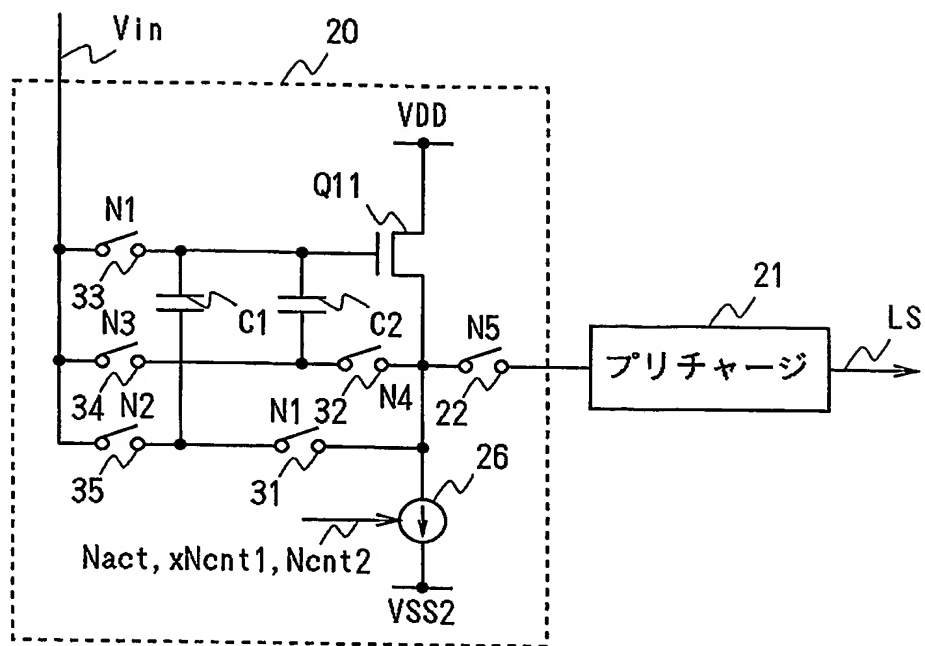 Vin
20
VDD
Q11
N1
33
C1
C2
N3
34
32
N4
N5
22
21
プリチャージ
LS
N2
35
N1
31
26
Nact, xNcnt1, Ncnt2
VSS2